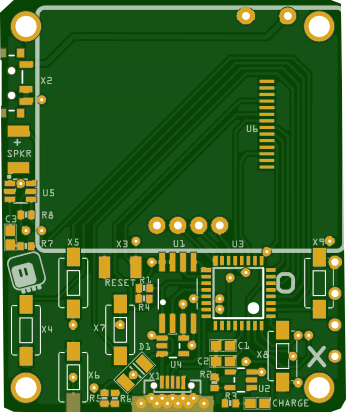 X2
U6
+
SPKR
U5
R8
C3
R7
X5
X3
U1
U3
X9
RESET
R1
R4
X4
X7
D1
U4
C1
C2
X8
X6
X1
R2
U2
R5
R6
R3
CHARGE